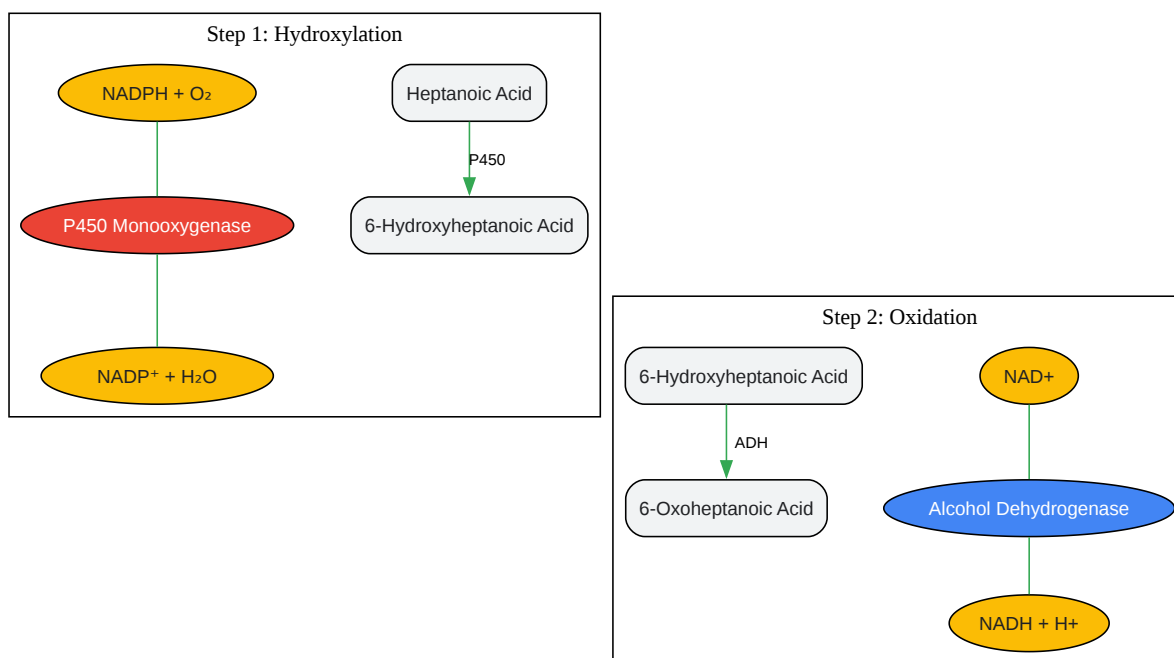 Step 1: Hydroxylation
NADPH + O₂
Heptanoic Acid
P450
P450 Monooxygenase
6-Hydroxyheptanoic Acid
NADP⁺ + H₂O
Step 2: Oxidation
6-Hydroxyheptanoic Acid
NAD+
ADH
6-Oxoheptanoic Acid
Alcohol Dehydrogenase
NADH + H+